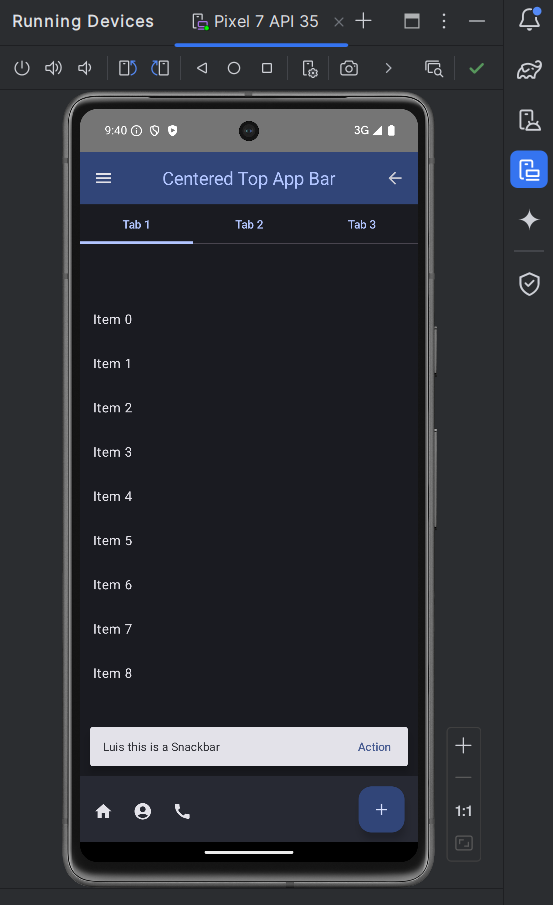 Running Devices
Pixel 7 API 35
9:40
3G
Centered Top App Bar
Tab 1
Tab 2
Tab 3
Item 0
Item 1
Item 2
Item 3
Item 4
Item 5
Item 6
Item 7
Item 8
Luis this is a Snackbar
Action
1:1